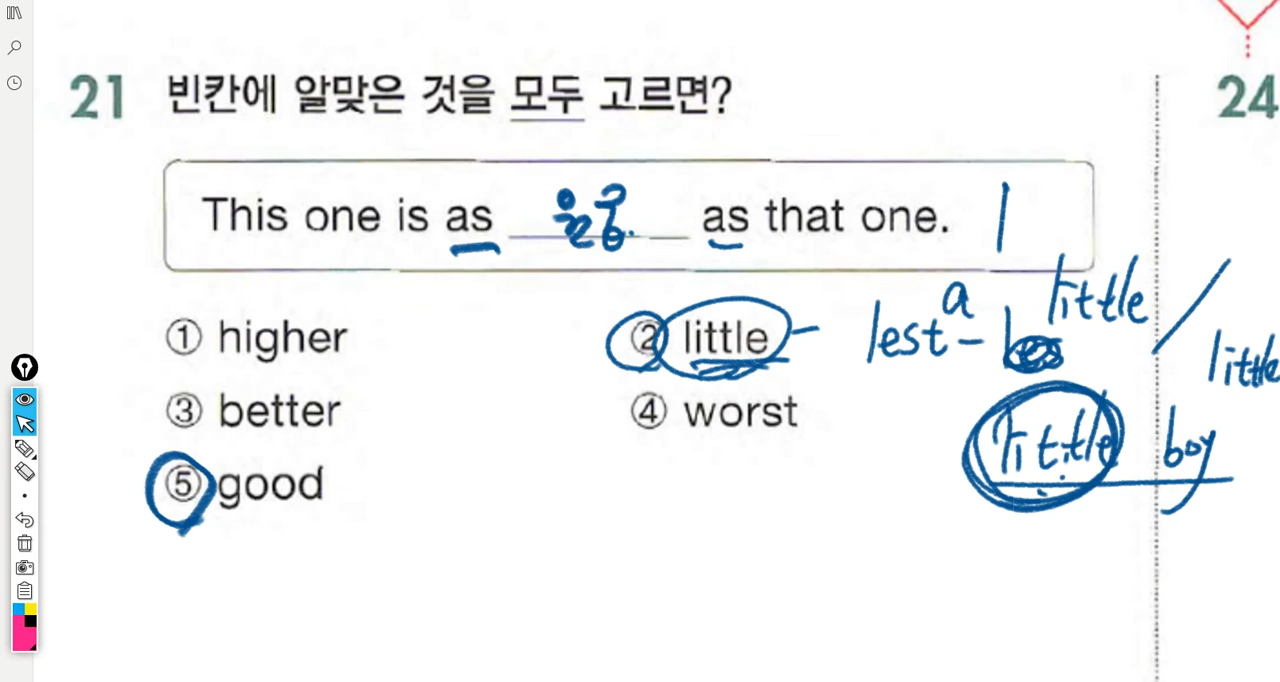 21 빈칸에 알맞은 것을 모두 고르면?
24
This one is as 원급. as that one.
① higher
② little
a little
lest -
little
③ better
④ worst
little boy
⑤ good